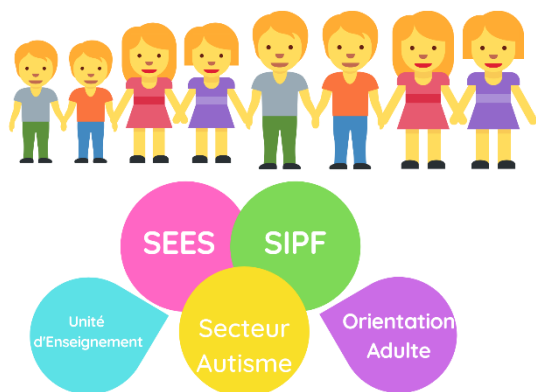 SEES
SIPF
Unité
d'Enseignement
Secteur
Autisme
Orientation
Adulte